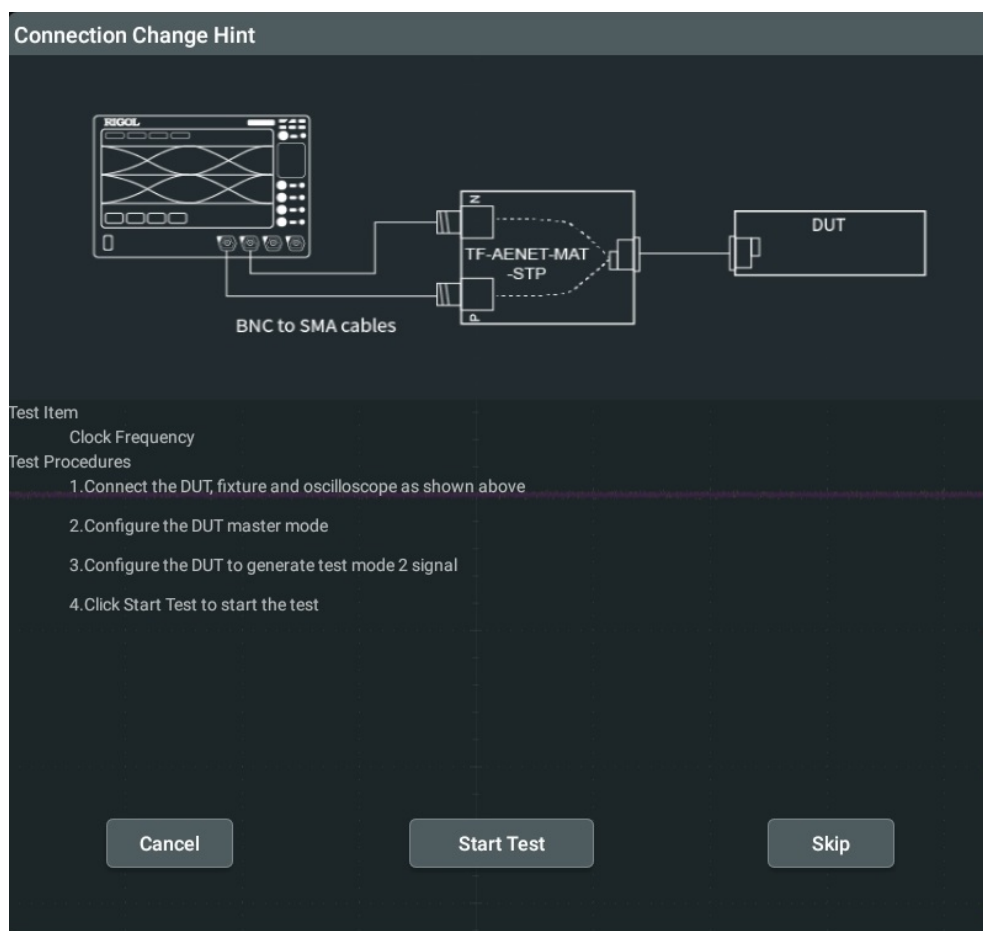 Connection Change Hint
RIGOL
N
TF-AENET-MAT
-STP
P
DUT
BNC to SMA cables
Test Item
Clock Frequency
Test Procedures
1.Connect the DUT, fixture and oscilloscope as shown above
2.Configure the DUT master mode
3.Configure the DUT to generate test mode 2 signal
4.Click Start Test to start the test
Cancel
Start Test
Skip